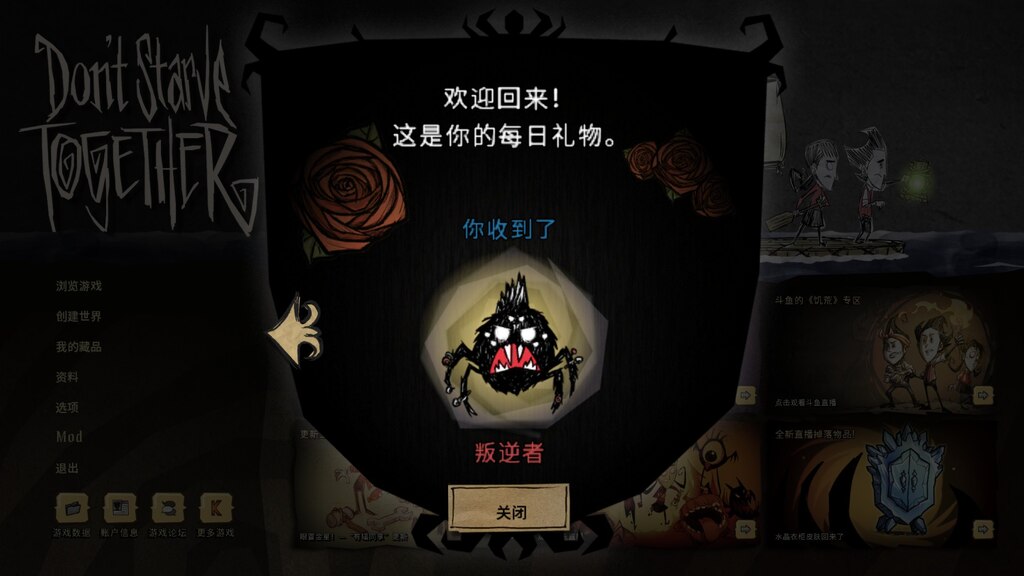 Don't Starve
TOGETHER
欢迎回来!
这是你的每日礼物。
你收到了
叛逆者
关闭
浏览游戏
创建世界
我的藏品
资料
选项
Mod
退出
游戏数据
账户信息
游戏论坛
更多游戏
斗鱼的《饥荒》专区
点击观看斗鱼直播
更新
全新直播掉落物品!
水晶衣柜皮肤回来了